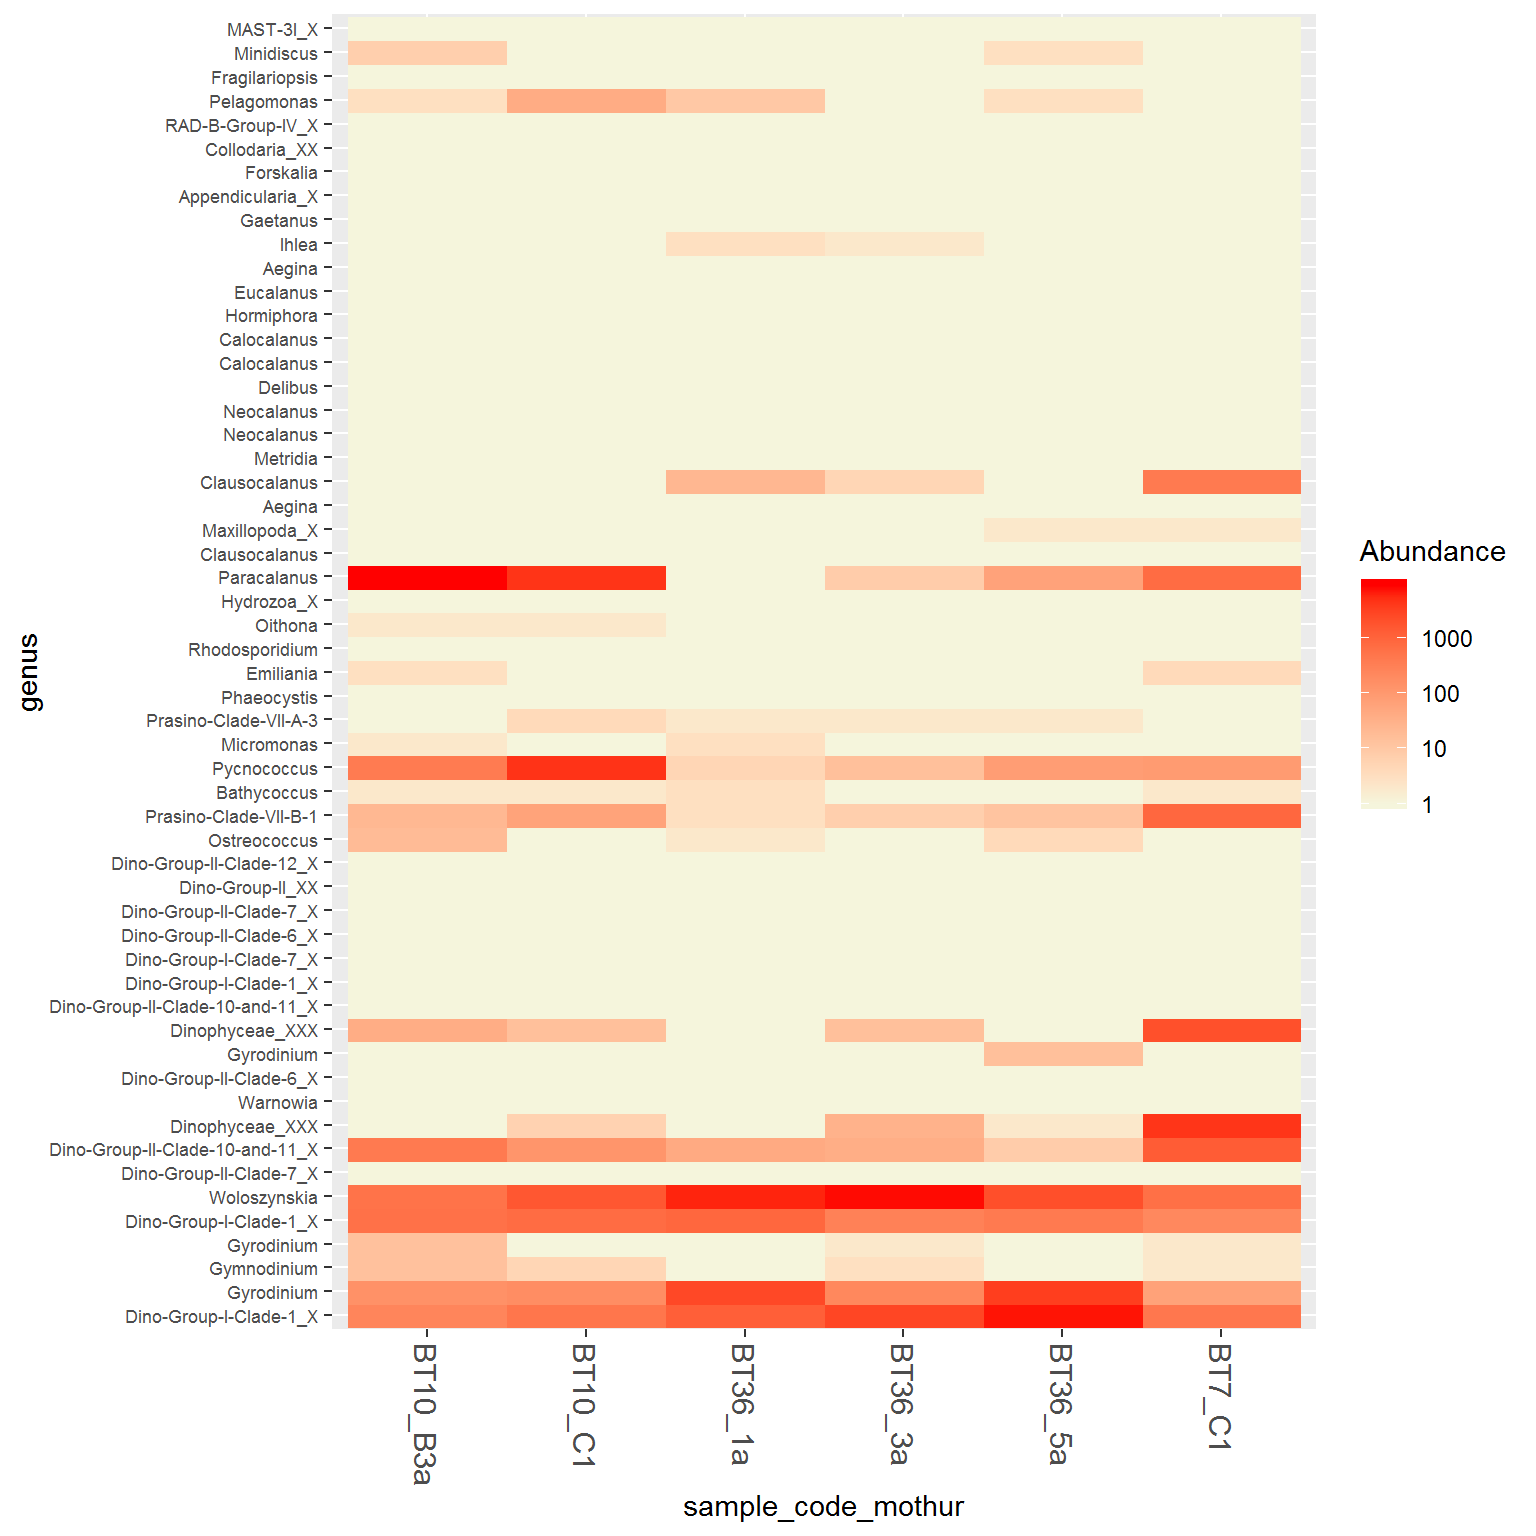 MAST-3I_X
Minidiscus
Fragilariopsis
Pelagomonas
RAD-B-Group-IV_X
Collodaria_XX
Forskalia
Appendicularia_X
Gaetanus
Ihlea
Aegina
Eucalanus
Hormiphora
Calocalanus
Calocalanus
Delibus
Neocalanus
Neocalanus
Metridia
Clausocalanus
Aegina
Maxillopoda_X
Clausocalanus
Paracalanus
Hydrozoa_X
Oithona
Rhodosporidium
Emiliania
Phaeocystis
Prasino-Clade-VII-A-3
Micromonas
Pycnococcus
Bathycoccus
Prasino-Clade-VII-B-1
Ostreococcus
Dino-Group-II-Clade-12_X
Dino-Group-II_XX
Dino-Group-II-Clade-7_X
Dino-Group-II-Clade-6_X
Dino-Group-I-Clade-7_X
Dino-Group-I-Clade-1_X
Dino-Group-II-Clade-10-and-11_X
Dinophyceae_XXX
Gyrodinium
Dino-Group-II-Clade-6_X
Warnowia
Dinophyceae_XXX
Dino-Group-II-Clade-10-and-11_X
Dino-Group-II-Clade-7_X
Woloszynskia
Dino-Group-I-Clade-1_X
Gyrodinium
Gymnodinium
Gyrodinium
Dino-Group-I-Clade-1_X
genus
BT10_B3a
BT10_C1
BT36_1a
BT36_3a
BT36_5a
BT7_C1
sample_code_mothur
Abundance
1000
100
10
1